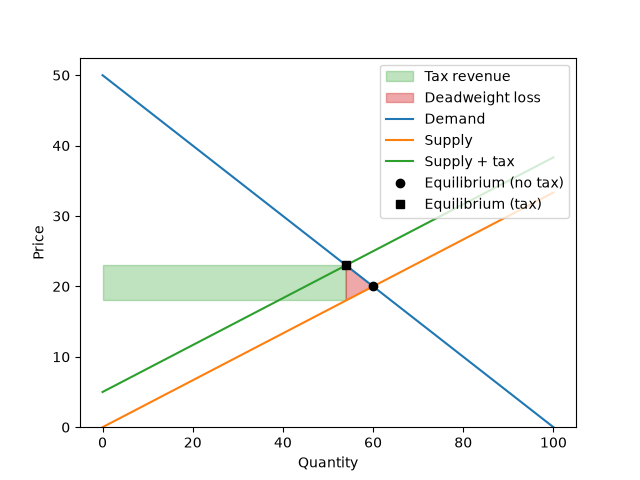 50
40
30
20
10
0
Price
0
20
40
60
80
100
Quantity
Tax revenue
Deadweight loss
Demand
Supply
Supply + tax
Equilibrium (no tax)
Equilibrium (tax)